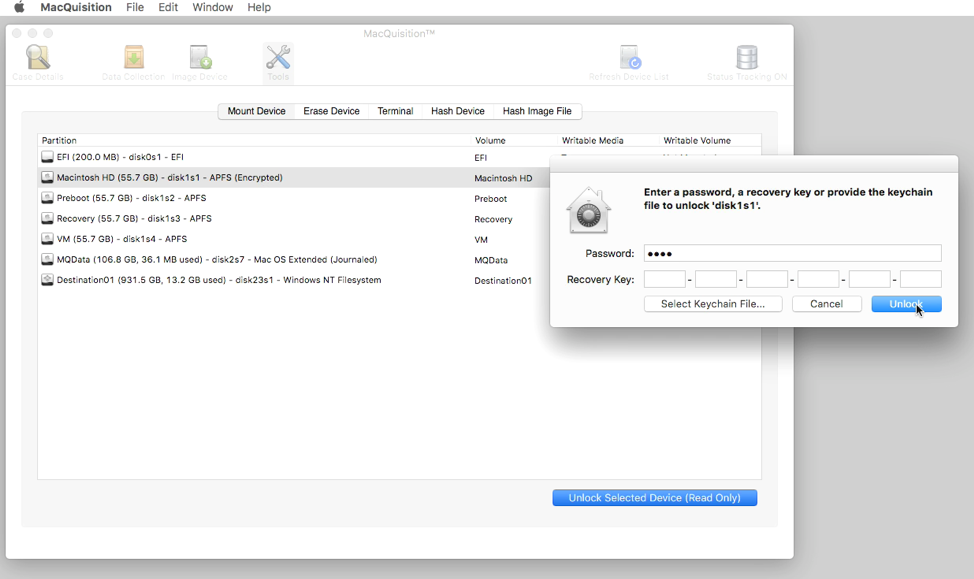 MacQuisition File Edit Window Help
MacQuisition™
Case Details Data Collection Image Device Tools Refresh Device List Status Tracking ON
Mount Device Erase Device Terminal Hash Device Hash Image File
Partition Volume Writable Media Writable Volume
EFI (200.0 MB) - disk0s1 - EFI EFI
Macintosh HD (55.7 GB) - disk1s1 - APFS (Encrypted) Macintosh HD
Preboot (55.7 GB) - disk1s2 - APFS Preboot
Recovery (55.7 GB) - disk1s3 - APFS Recovery
VM (55.7 GB) - disk1s4 - APFS VM
MQData (106.8 GB, 36.1 MB used) - disk2s7 - Mac OS Extended (Journaled) MQData
Destination01 (931.5 GB, 13.2 GB used) - disk23s1 - Windows NT Filesystem Destination01
Enter a password, a recovery key or provide the keychain
file to unlock 'disk1s1'.
Password: ●●●●
Recovery Key: - - - - -
Select Keychain File... Cancel Unlock
Unlock Selected Device (Read Only)